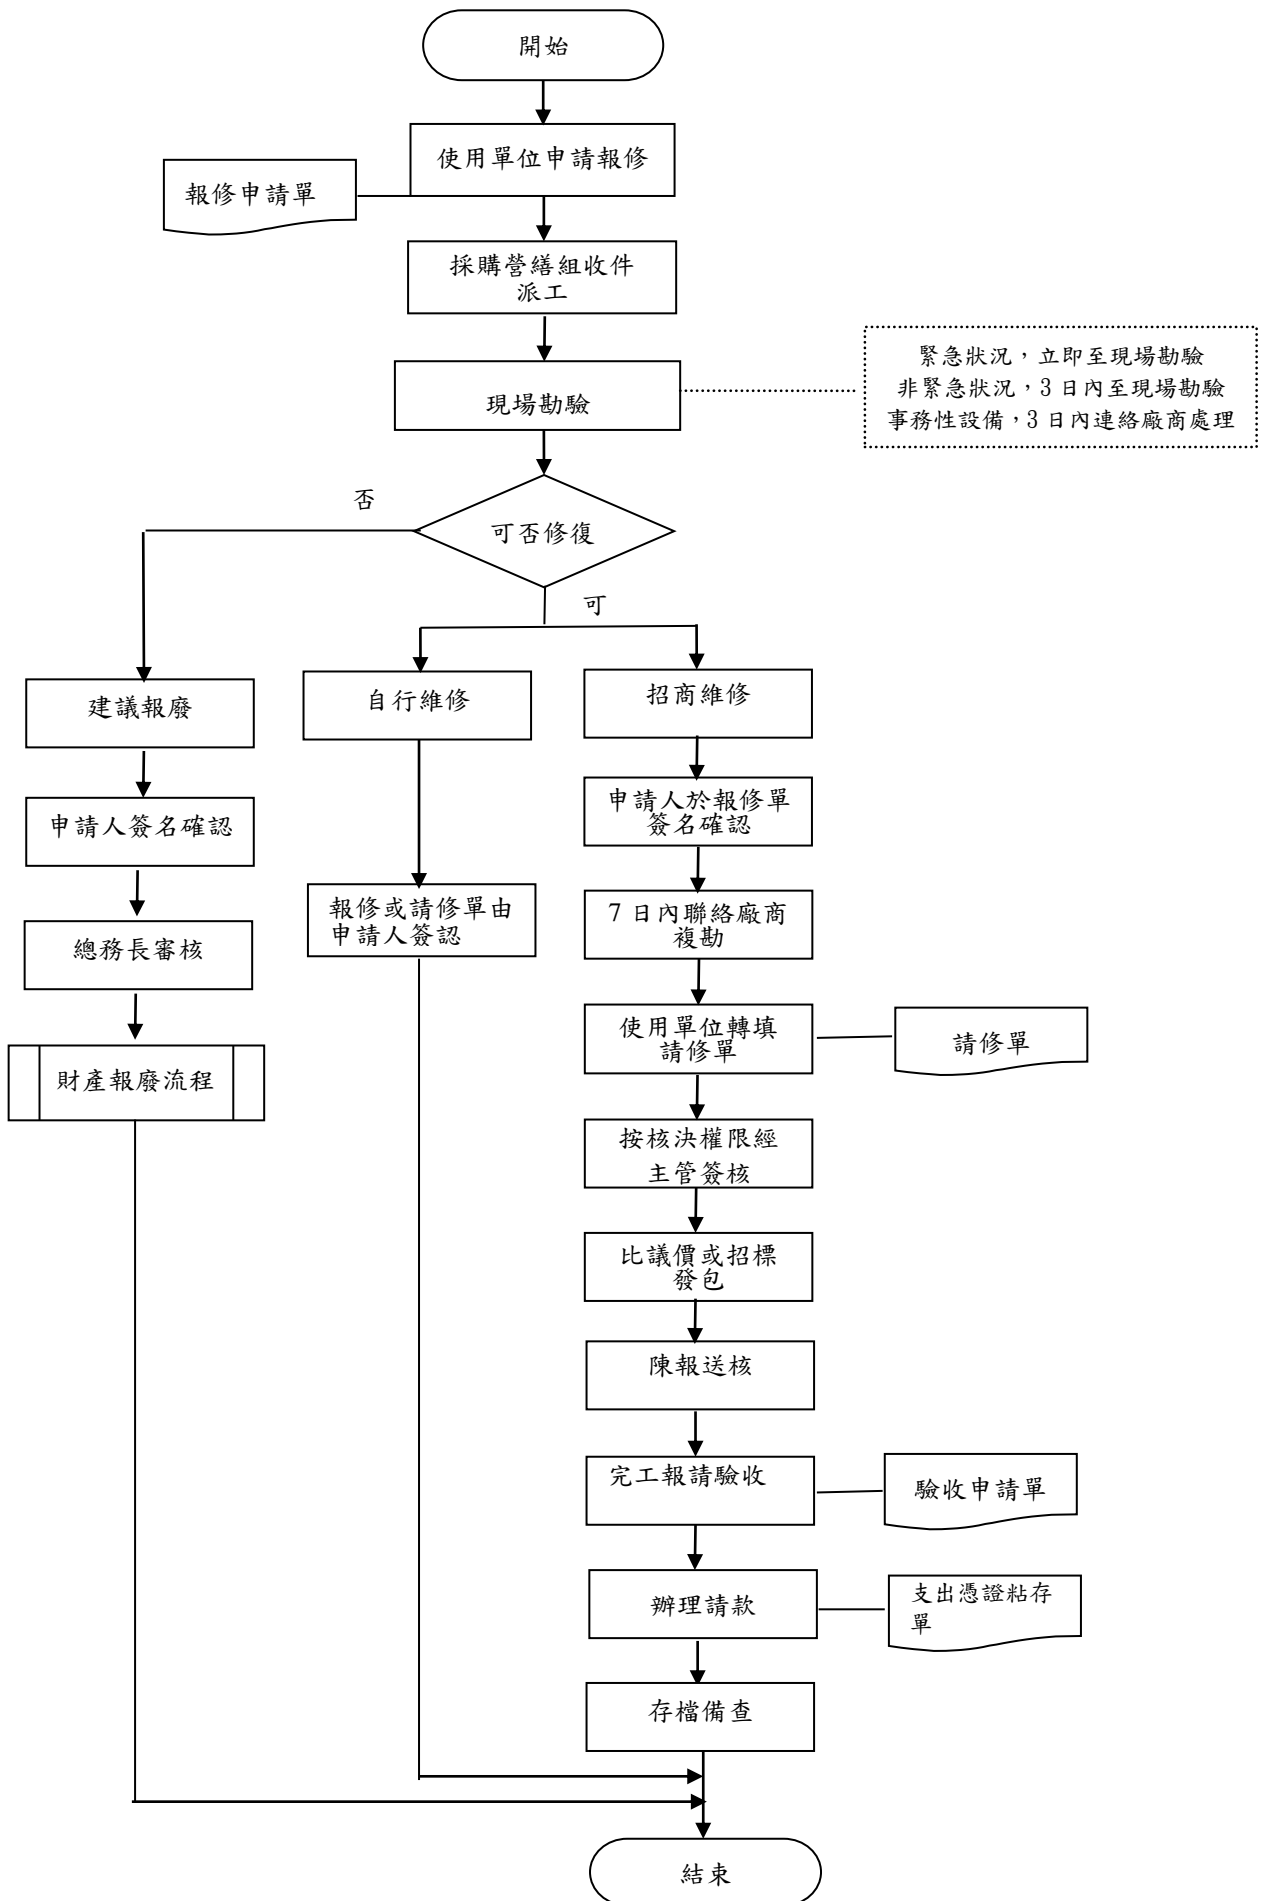 開始
使用單位申請報修
報修申請單
採購營繕組收件
派工
緊急狀況，立即至現場勘驗
非緊急狀況，3 日內至現場勘驗
事務性設備，3 日內連絡廠商處理
現場勘驗
否
可否修復
可
建議報廢
自行維修
招商維修
申請人簽名確認
申請人於報修單
簽名確認
報修或請修單由
申請人簽認
7 日內聯絡廠商
複勘
總務長審核
使用單位轉填
請修單
請修單
財產報廢流程
按核決權限經
主管簽核
比議價或招標
發包
陳報送核
完工報請驗收
驗收申請單
辦理請款
支出憑證粘存
單
存檔備查
結束